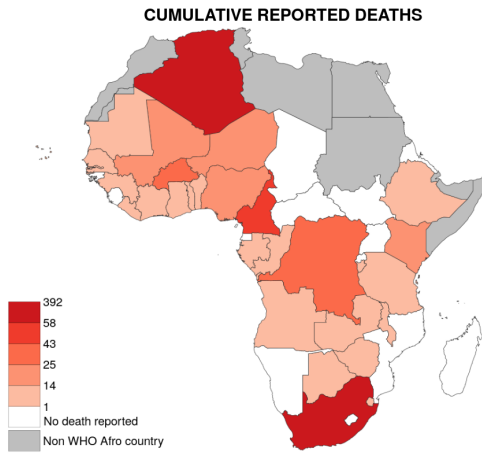 CUMULATIVE REPORTED DEATHS
392
58
43
25
14
1
No death reported
Non WHO Afro country